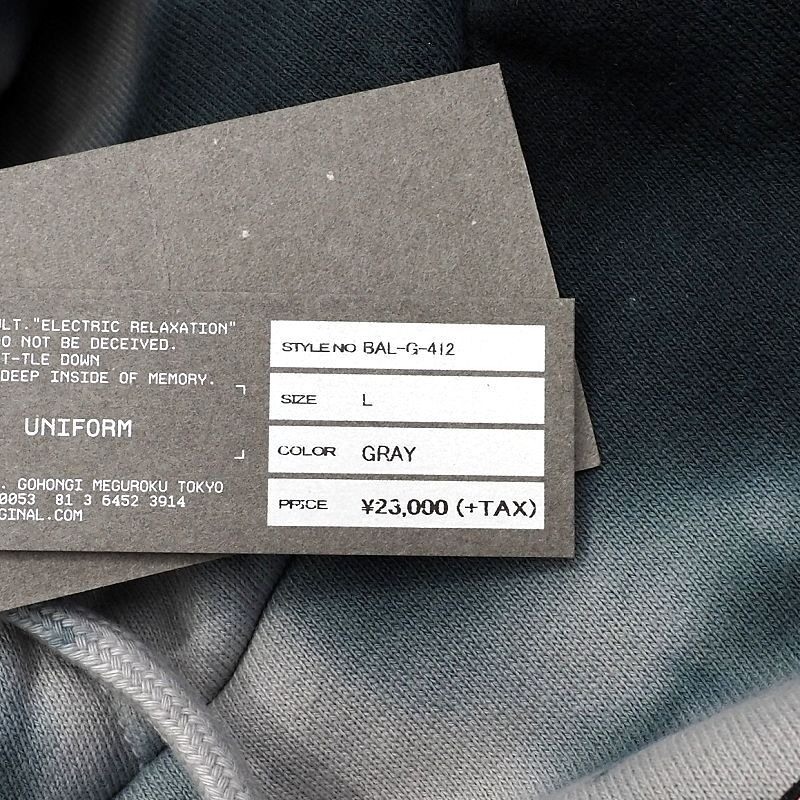 ULT. "ELECTRIC RELAXATION"
O NOT BE DECEIVED.
T-TLE DOWN
DEEP INSIDE OF MEMORY.
UNIFORM
. GOHONGI MEGUROKU TOKYO
0053 81 3 6452 3914
GINAL.COM
STYLE NO BAL-G-412
SIZE L
COLOR GRAY
PRICE ¥23,000 (+TAX)